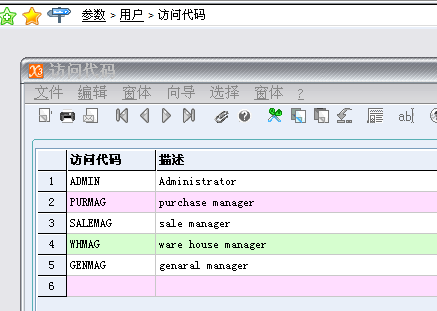 参数 > 用户 > 访问代码
X3 访问代码
文件 编辑 窗体 向导 选择 窗体 ?
ab
访问代码 描述
1 ADMIN Administrator
2 PURMAG purchase manager
3 SALEMAG sale manager
4 WHMAG ware house manager
5 GENMAG genaral manager
6